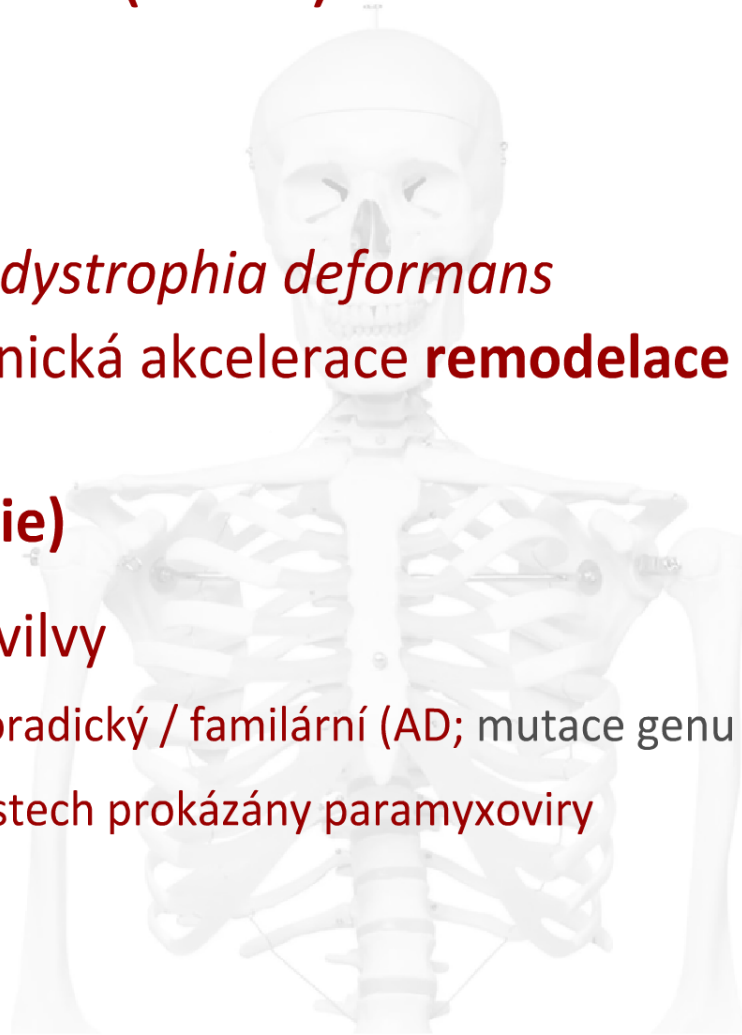 dystrophia deformans
nická akcelerace remodelace
ie)
vilvy
oradický / familární (AD; mutace genu
stech prokázány paramyxoviry